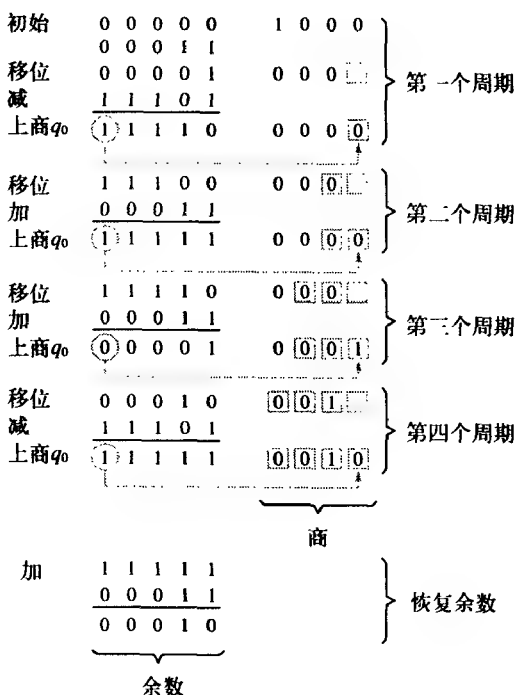 初始 0 0 0 0 0 1 0 0 0
0 0 0 1 1
移位 0 0 0 0 1 0 0 0
减 1 1 1 0 1
上商q₀ 1 1 1 1 0 0 0 0 0
第一个周期
移位 1 1 1 0 0 0 0 0
加 0 0 0 1 1
上商q₀ 1 1 1 1 1 0 0 0 0
第二个周期
移位 1 1 1 1 0 0 0 0
加 0 0 0 1 1
上商q₀ 0 0 0 0 1 0 0 0 1
第三个周期
移位 0 0 0 1 0 0 0 1
减 1 1 1 0 1
上商q₀ 1 1 1 1 1 0 0 1 0
第四个周期
商
加 1 1 1 1 1
0 0 0 1 1
0 0 0 1 0
恢复余数
余数